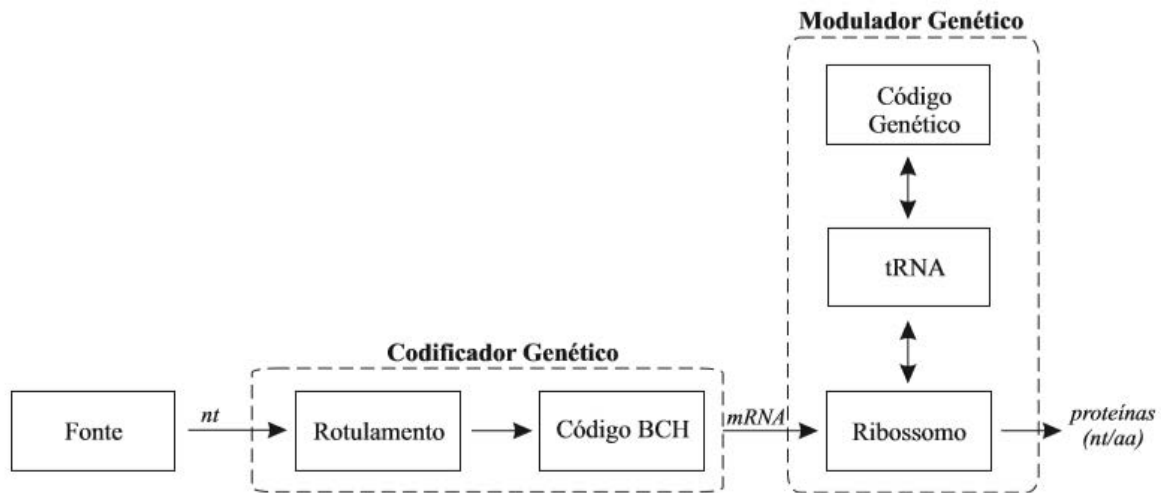 Modulador Genético
Código
Genético
tRNA
Codificador Genético
Fonte
nt
Rotulamento
Código BCH
mRNA
Ribossomo
proteínas
(nt/aa)